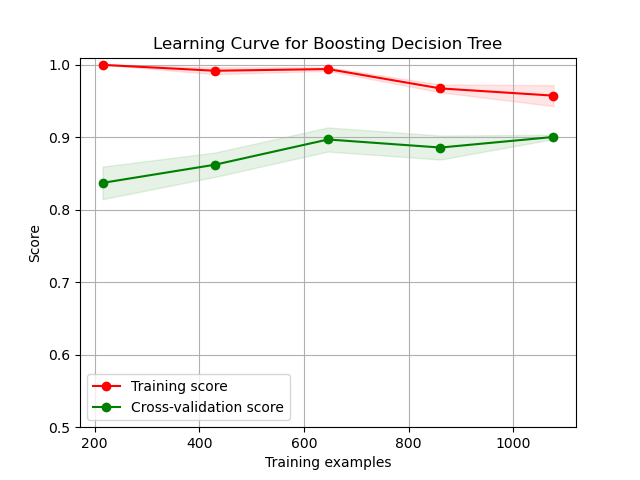 Learning Curve for Boosting Decision Tree
1.0
0.9
0.8
0.7
0.6
0.5
Score
Training score
Cross-validation score
200
400
600
800
1000
Training examples